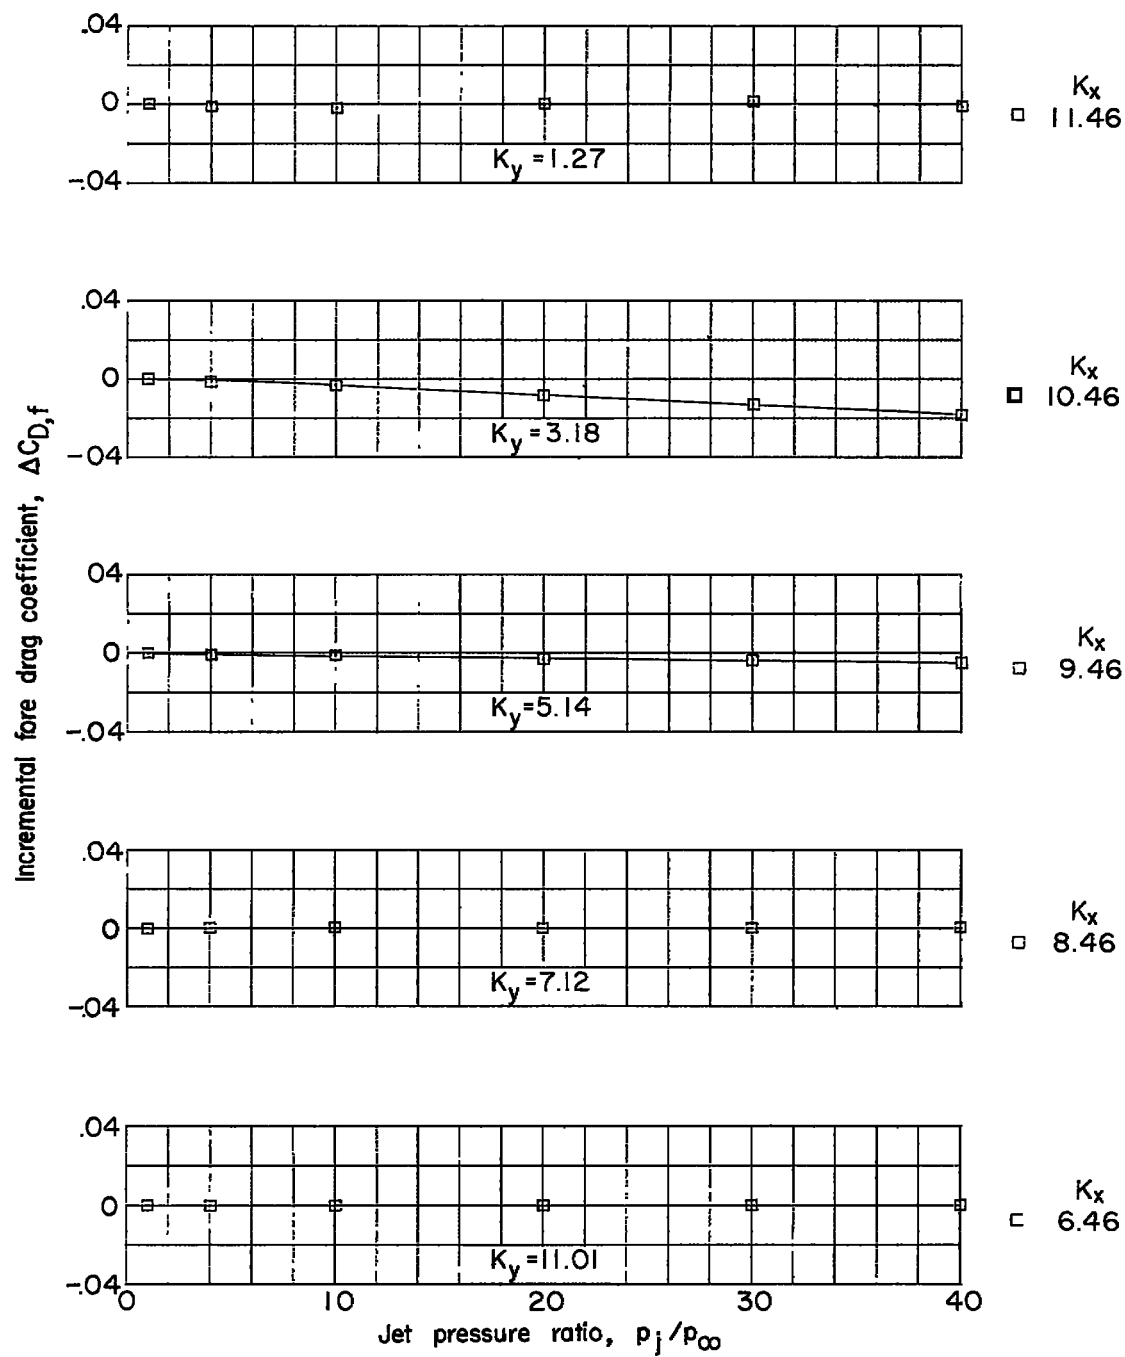 .04
0
-.04
Ky = 1.27
Kx
11.46
.04
0
-.04
Ky = 3.18
Kx
10.46
04
0
-.04
Ky = 5.14
Kx
9.46
.04
0
-.04
Ky = 7.12
Kx
8.46
.04
0
-.04
Ky = 11.01
Kx
6.46
0 10 20 30 40
Jet pressure ratio, pj/p∞
Incremental fore drag coefficient, ΔCD,f